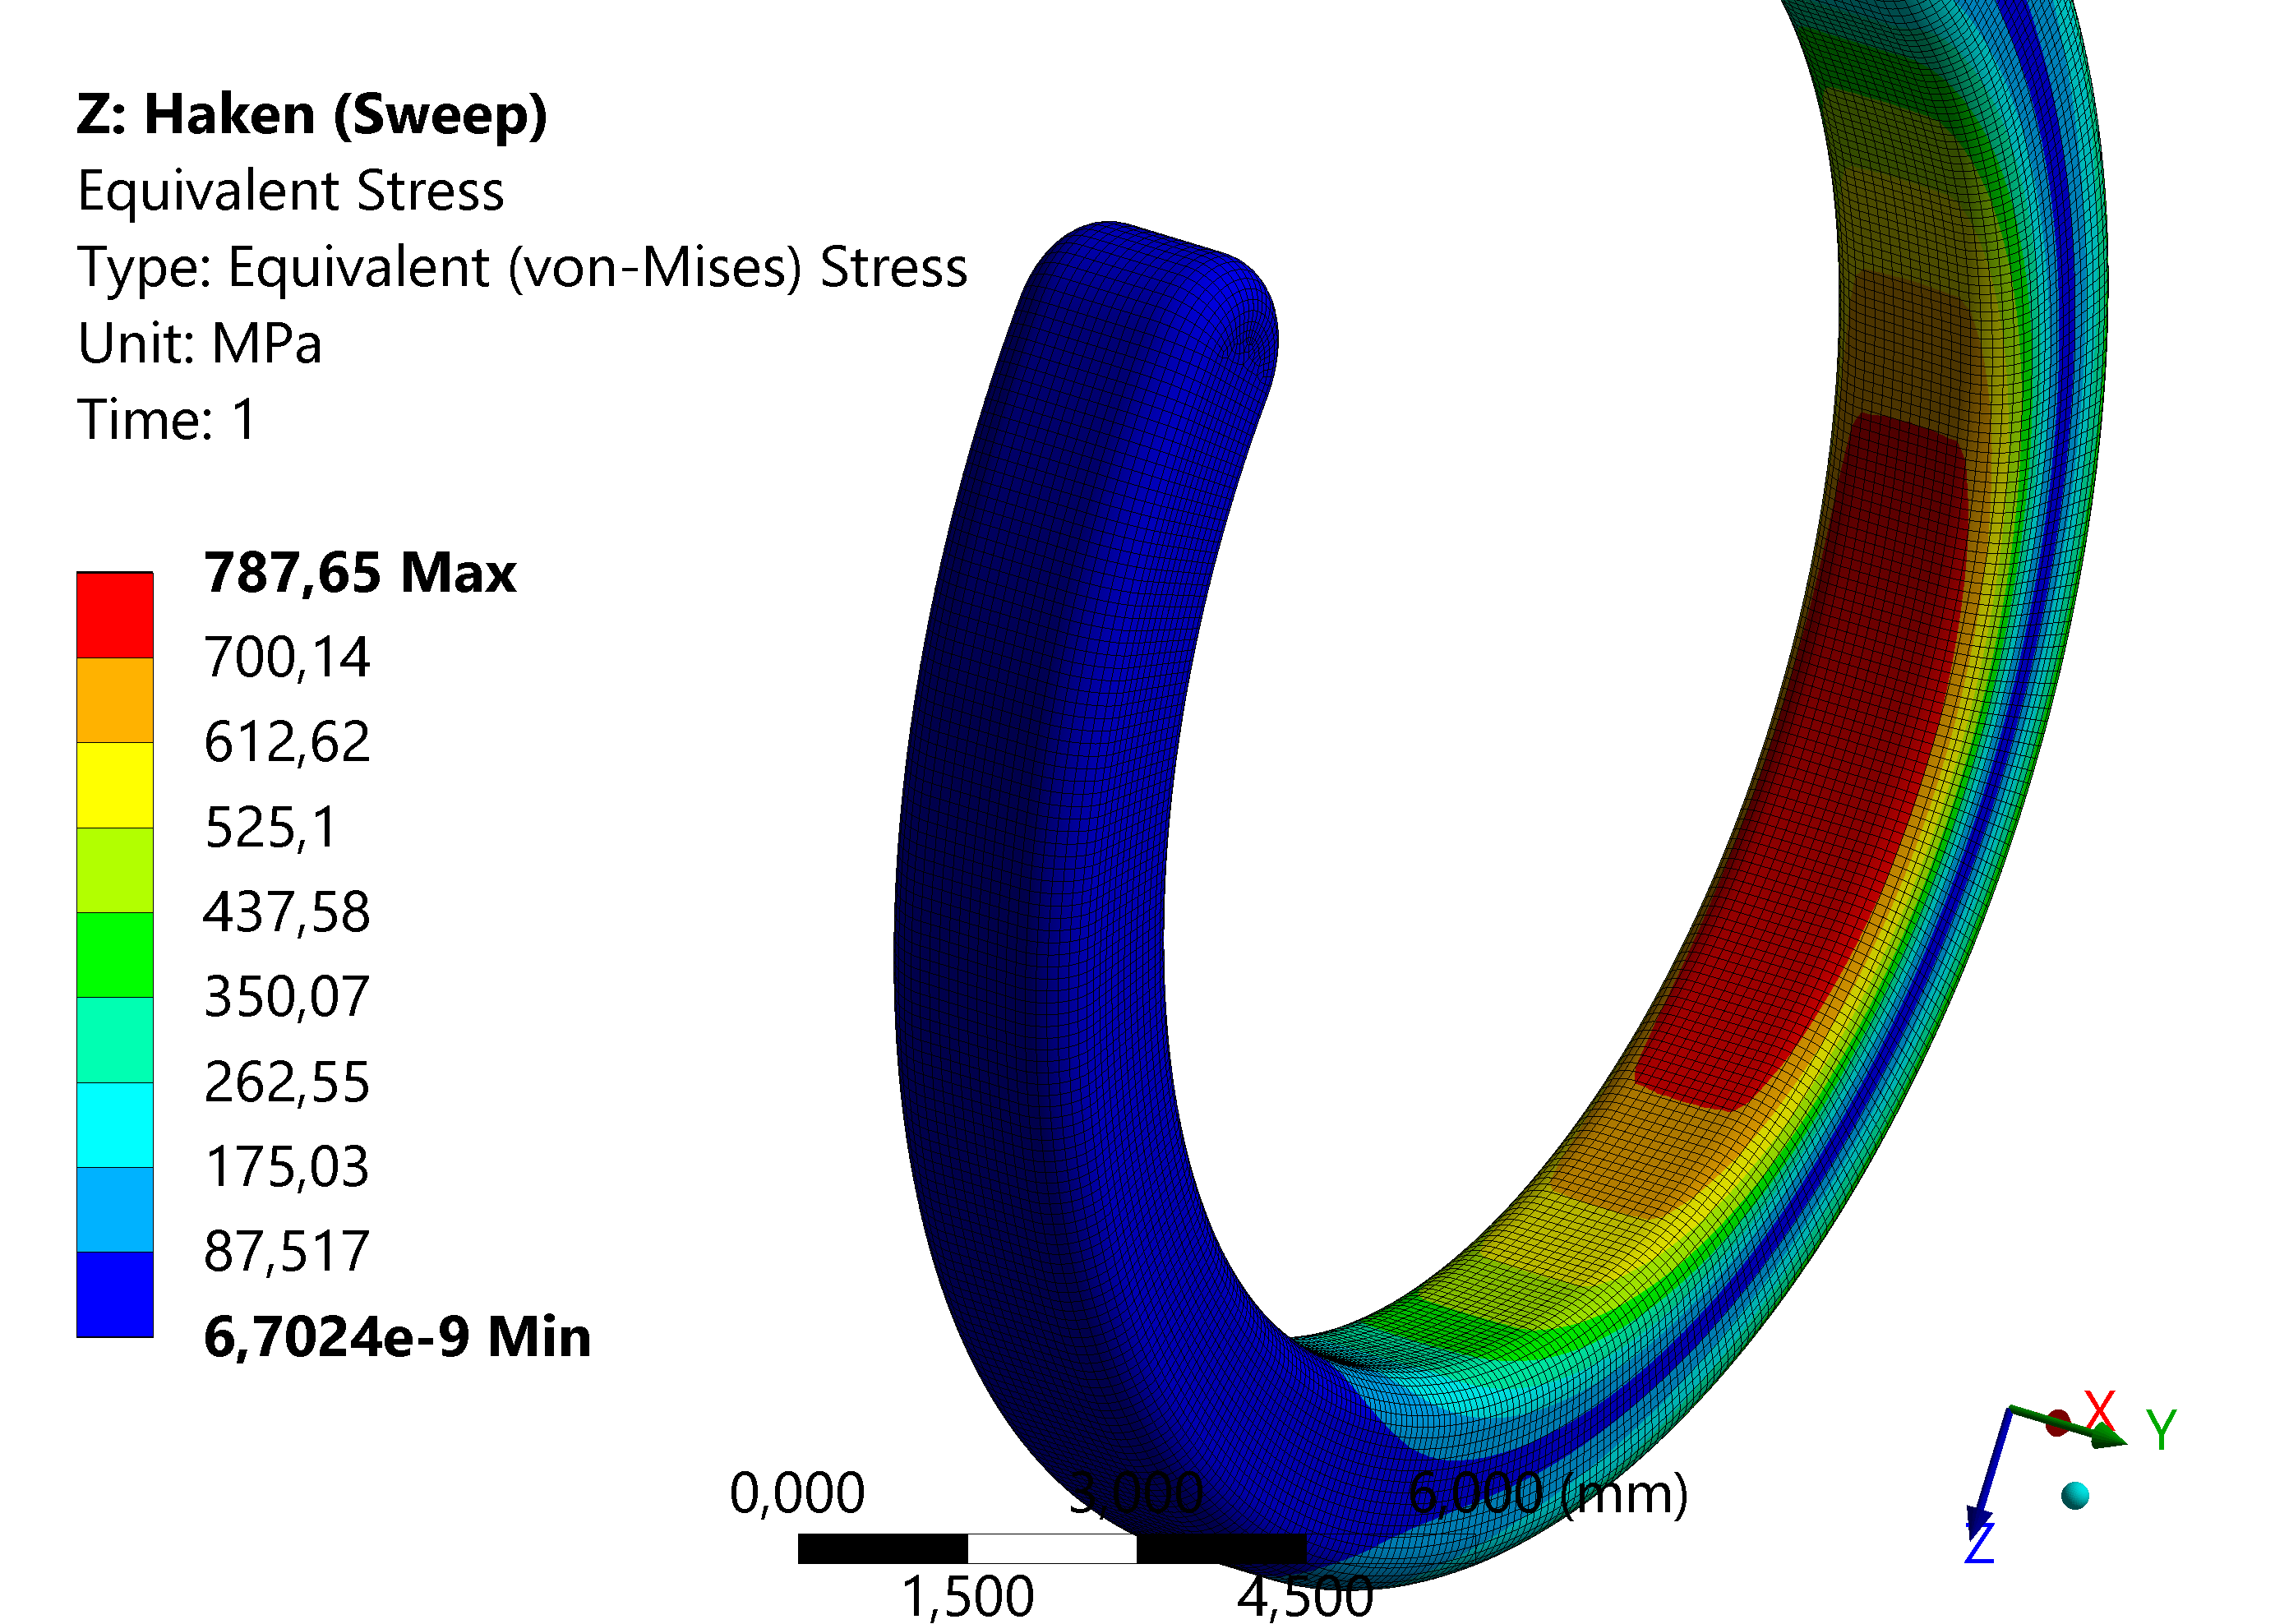 Z: Haken (Sweep)
Equivalent Stress
Type: Equivalent (von-Mises) Stress
Unit: MPa
Time: 1
787,65 Max
700,14
612,62
525,1
437,58
350,07
262,55
175,03
87,517
6,7024e-9 Min
0,000 3,000 6,000 (mm)
1,500 4,500
X
Y
Z